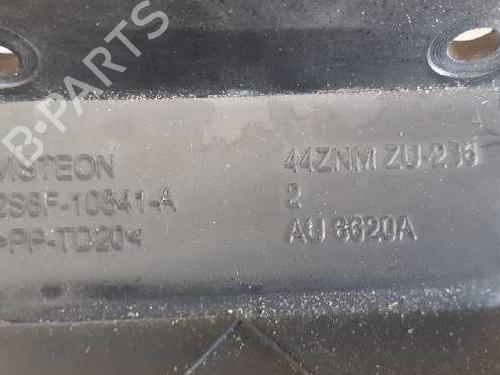 B-PARTS
VISTEON
2S6F-10841-A
>PP-TD20<
44ZNM ZU-236
2
AU 6620A